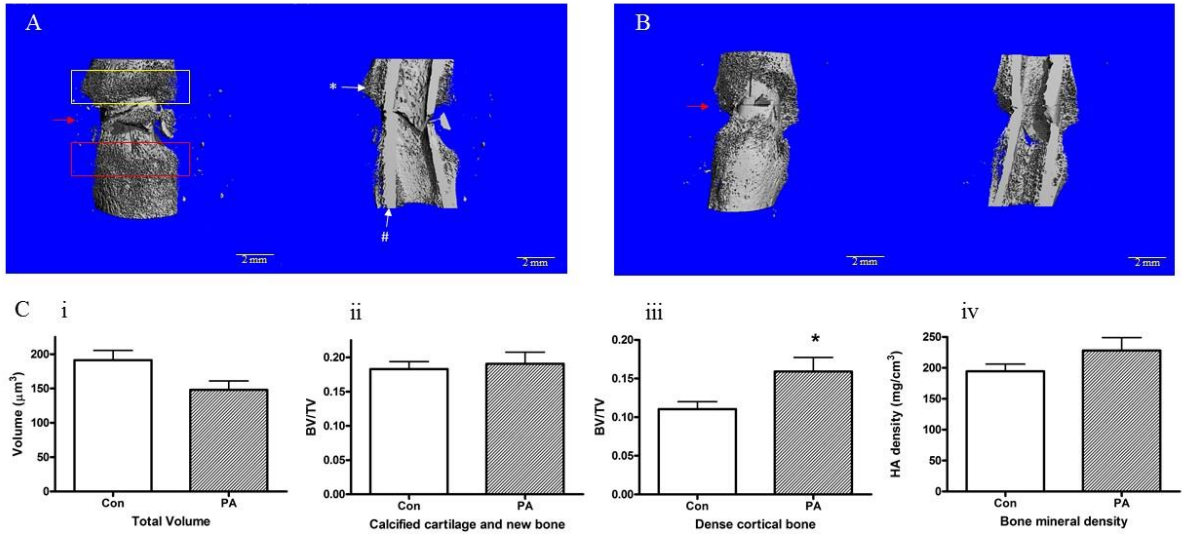 A
B
*
#
2 mm
2 mm
2 mm
2 mm
C
i
ii
iii
iv
Volume (μm³)
200
150
100
50
0
Con
PA
Total Volume
BV/TV
0.20
0.15
0.10
0.05
0.00
Con
PA
Calcified cartilage and new bone
BV/TV
0.20
0.15
0.10
0.05
0.00
*
Con
PA
Dense cortical bone
HA density (mg/cm³)
250
200
150
100
50
0
Con
PA
Bone mineral density